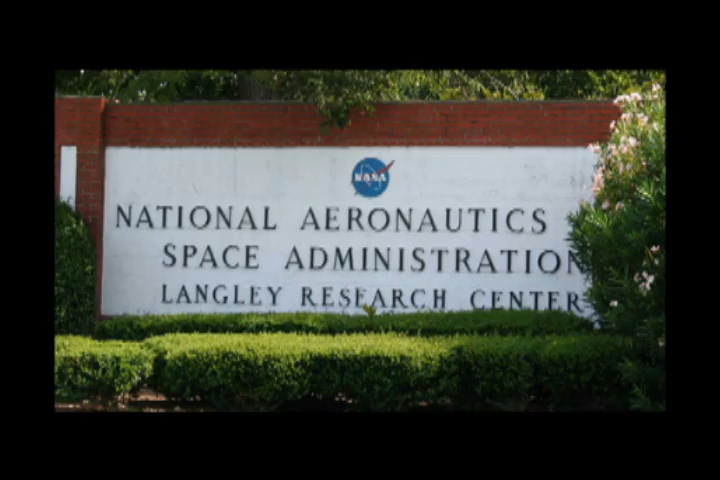 NASA
NATIONAL AERONAUTICS
SPACE ADMINISTRATION
LANGLEY RESEARCH CENTER